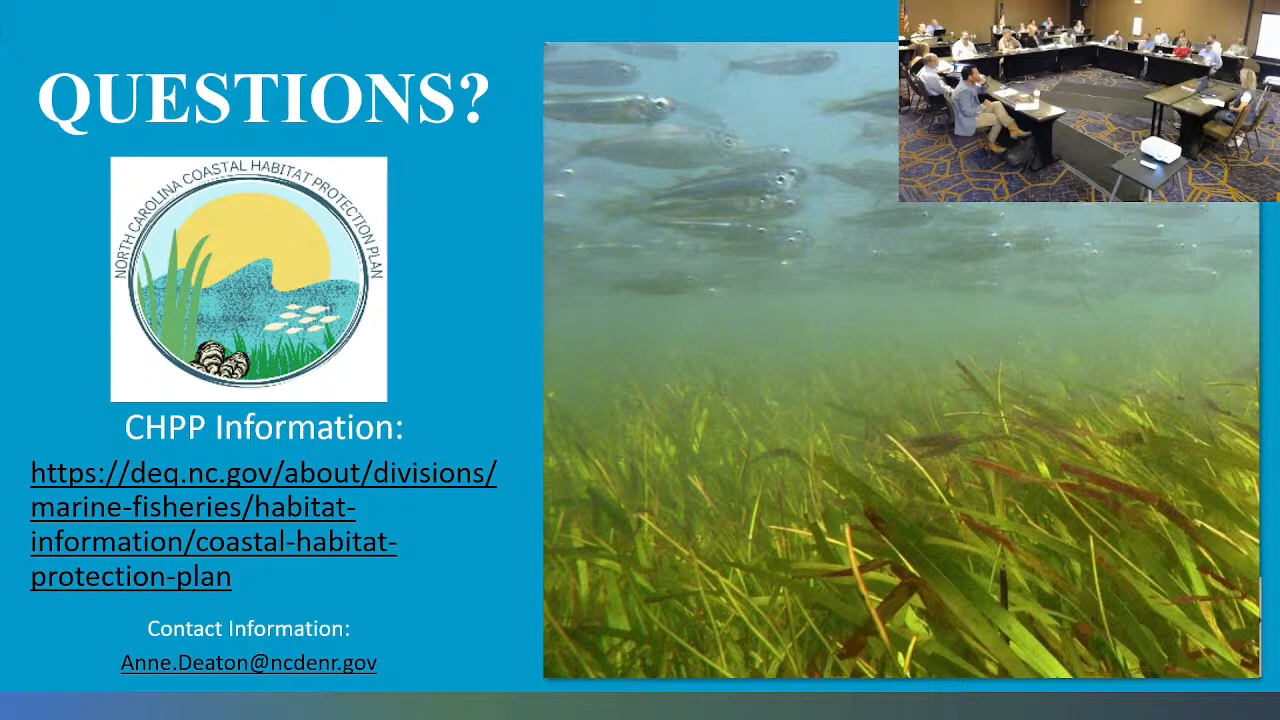 QUESTIONS?
NORTH CAROLINA COASTAL HABITAT PROTECTION PLAN
CHPP Information:
https://deq.nc.gov/about/divisions/
marine-fisheries/habitat-
information/coastal-habitat-
protection-plan
Contact Information:
Anne.Deaton@ncdenr.gov